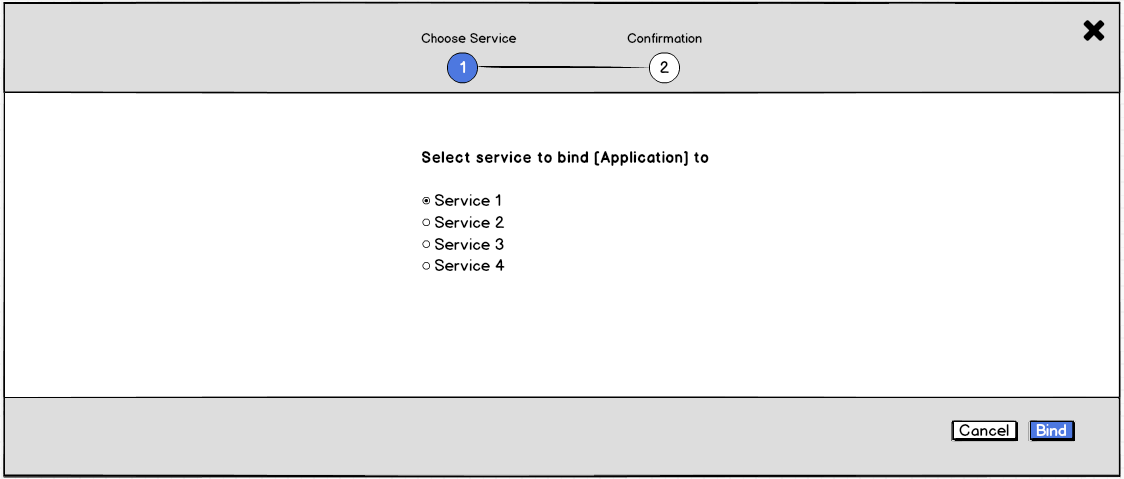 Choose Service
Confirmation
1
2
Select service to bind [Application] to
Service 1
Service 2
Service 3
Service 4
Cancel
Bind